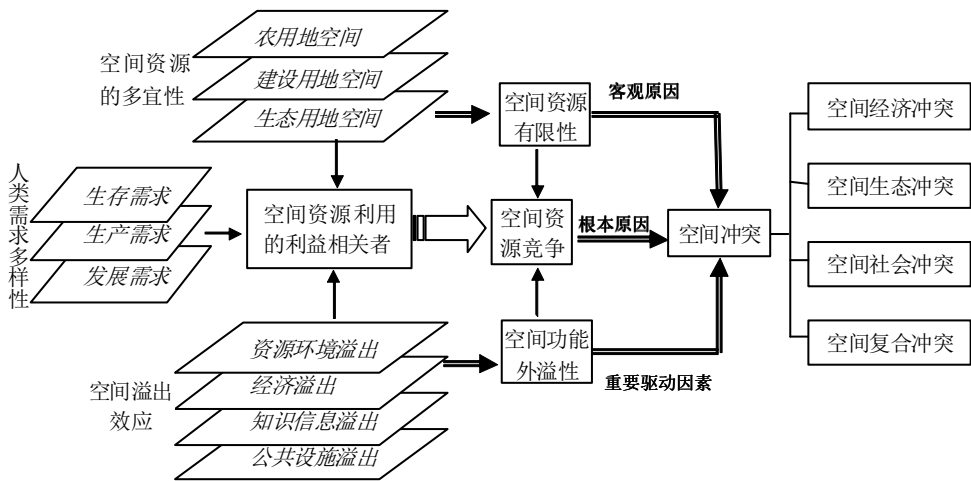 空间资源
的多宜性
农用地空间
建设用地空间
生态用地空间
人类需求多样性
生存需求
生产需求
发展需求
空间资源利用
的利益相关者
空间溢出
效应
资源环境溢出
经济溢出
知识信息溢出
公共设施溢出
空间资源
有限性
空间资
源竞争
空间功能
外溢性
客观原因
根本原因
重要驱动因素
空间冲突
空间经济冲突
空间生态冲突
空间社会冲突
空间复合冲突